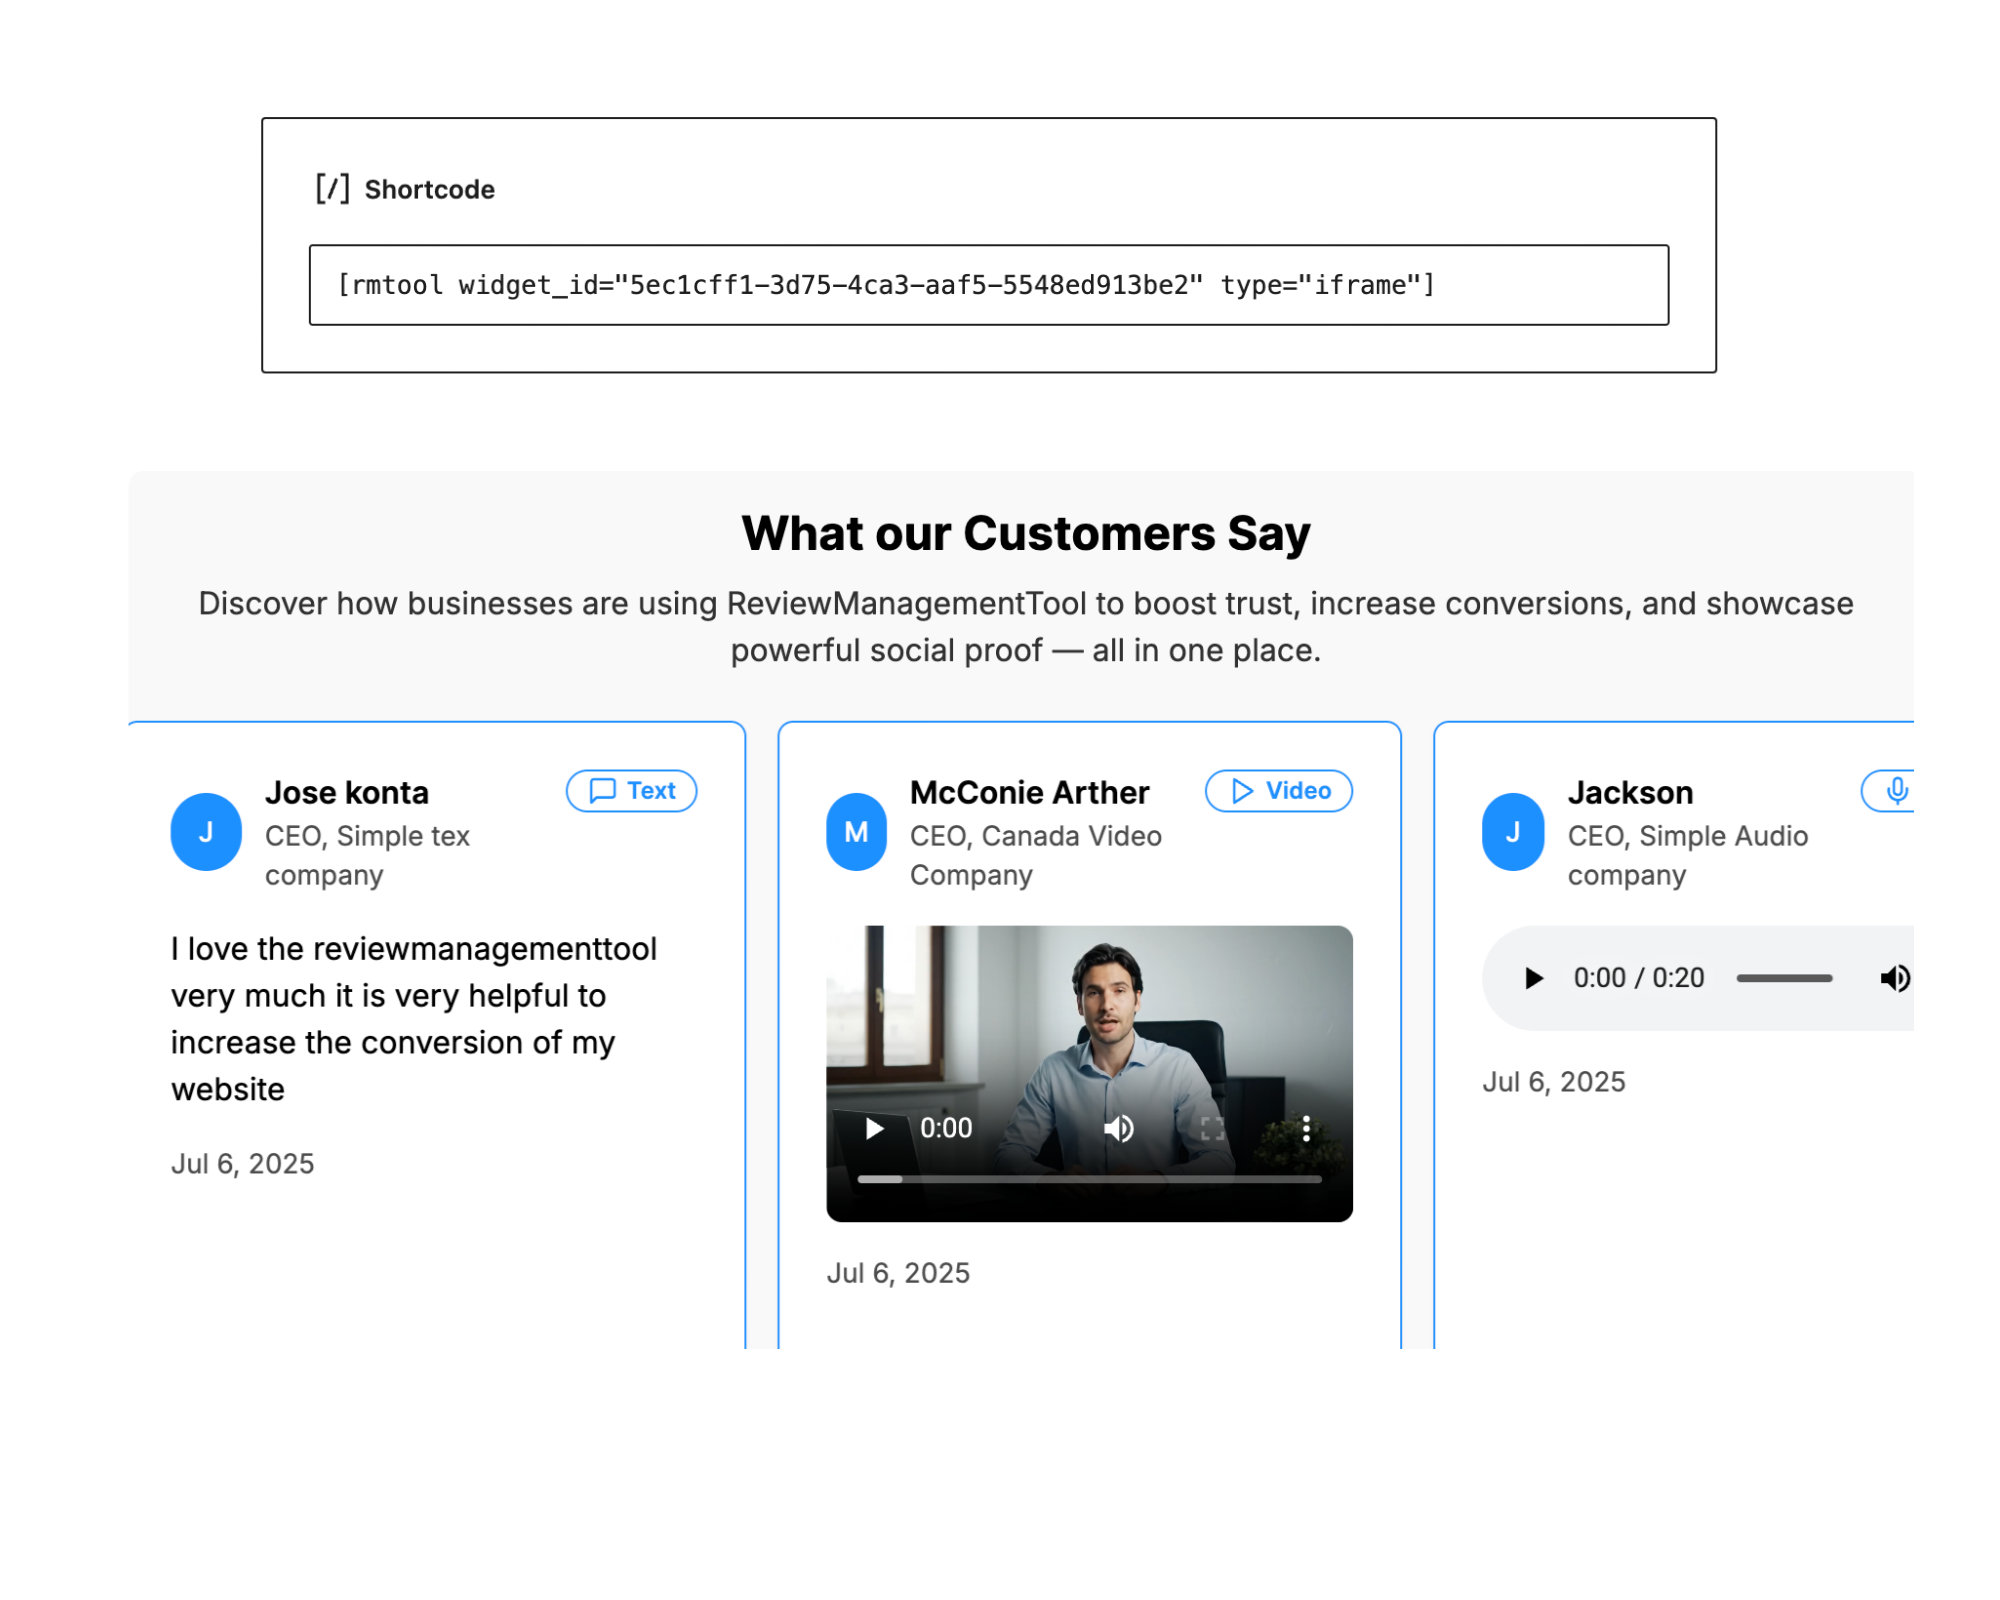 [/] Shortcode
[rmtool widget_id="5ec1cff1-3d75-4ca3-aaf5-5548ed913be2" type="iframe"]
What our Customers Say
Discover how businesses are using ReviewManagementTool to boost trust, increase conversions, and showcase
powerful social proof — all in one place.
J
Jose konta
Text
CEO, Simple tex
company
I love the reviewmanagementtool
very much it is very helpful to
increase the conversion of my
website
Jul 6, 2025
M
McConie Arther
Video
CEO, Canada Video
Company
0:00
Jul 6, 2025
J
Jackson
CEO, Simple Audio
company
0:00 / 0:20
Jul 6, 2025